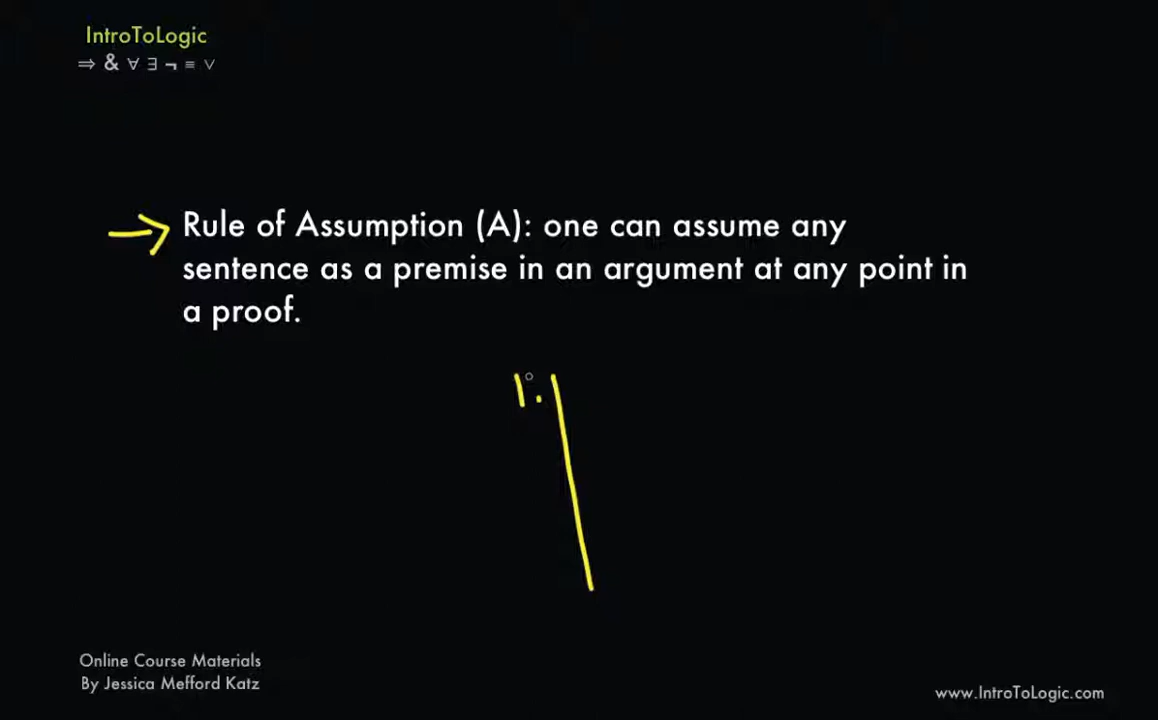 IntroToLogic
⇒ & ∀ ∃ ¬ ≡ ∨
Rule of Assumption (A): one can assume any
sentence as a premise in an argument at any point in
a proof.
1.
Online Course Materials
By Jessica Mefford Katz
www.IntroToLogic.com